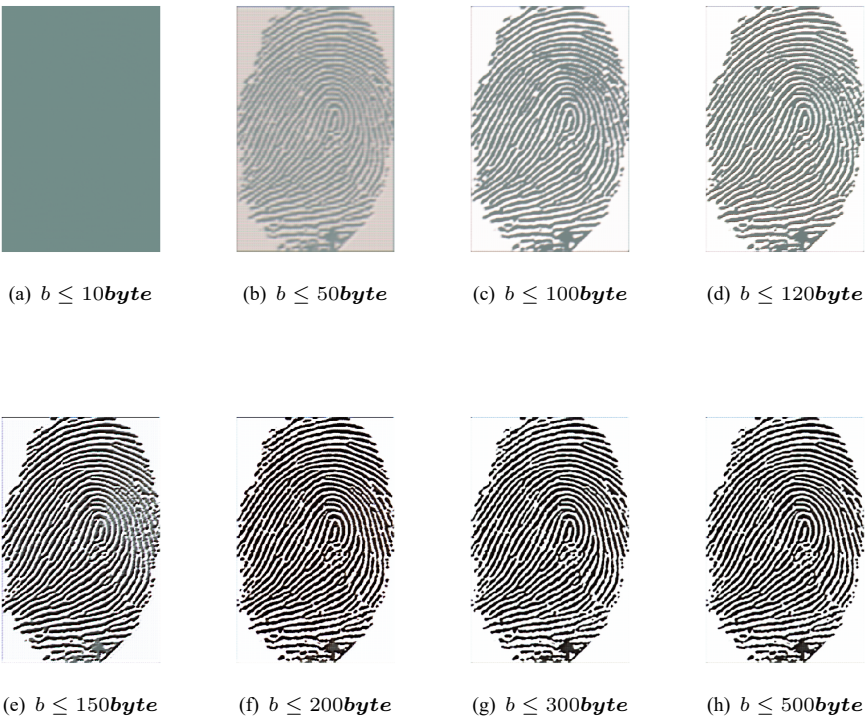 (a) b ≤ 10byte (b) b ≤ 50byte (c) b ≤ 100byte (d) b ≤ 120byte
(e) b ≤ 150byte (f) b ≤ 200byte (g) b ≤ 300byte (h) b ≤ 500byte